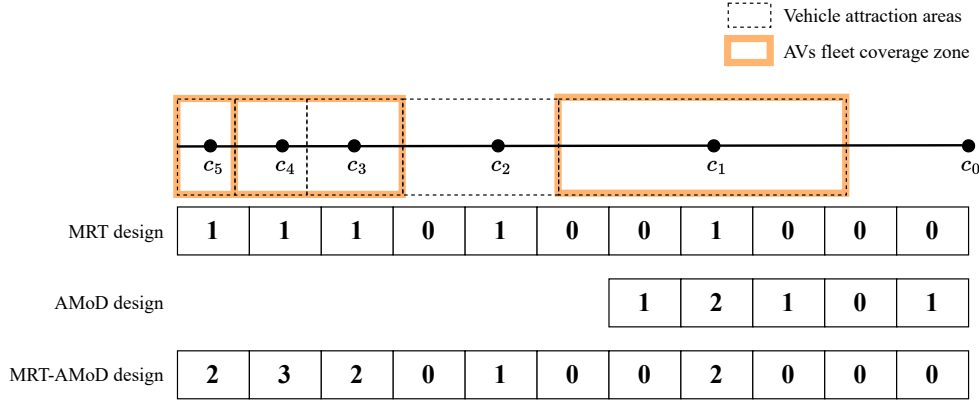 Vehicle attraction areas
AVs fleet coverage zone
c5 c4 c3 c2 c1 c0
MRT design 1 1 1 0 1 0 0 1 0 0 0
AMoD design 1 2 1 0 1
MRT-AMoD design 2 3 2 0 1 0 0 2 0 0 0